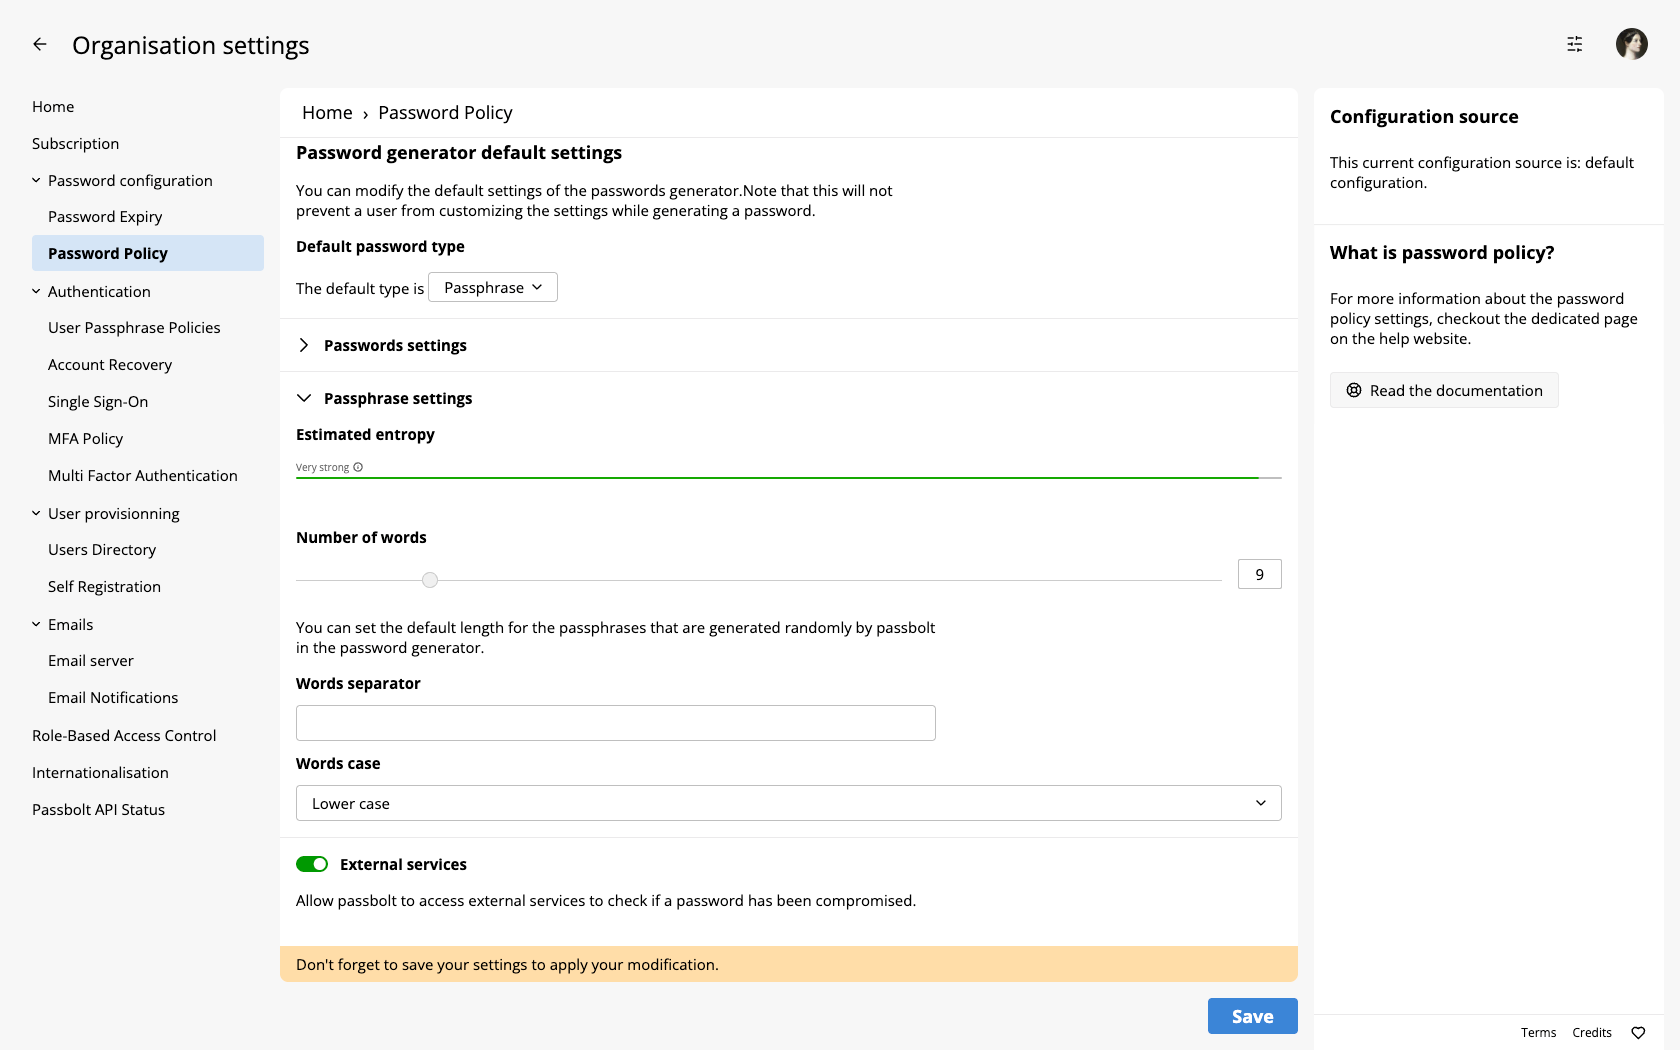 Organisation settings
Home
Subscription
Password configuration
Password Expiry
Password Policy
Authentication
User Passphrase Policies
Account Recovery
Single Sign-On
MFA Policy
Multi Factor Authentication
User provisionning
Users Directory
Self Registration
Emails
Email server
Email Notifications
Role-Based Access Control
Internationalisation
Passbolt API Status
Home › Password Policy
Password generator default settings
You can modify the default settings of the passwords generator.Note that this will not
prevent a user from customizing the settings while generating a password.
Default password type
The default type is Passphrase
Passwords settings
Passphrase settings
Estimated entropy
Very strong
Number of words
9
You can set the default length for the passphrases that are generated randomly by passbolt
in the password generator.
Words separator
Words case
Lower case
External services
Allow passbolt to access external services to check if a password has been compromised.
Don't forget to save your settings to apply your modification.
Save
Configuration source
This current configuration source is: default
configuration.
What is password policy?
For more information about the password
policy settings, checkout the dedicated page
on the help website.
Read the documentation
Terms Credits